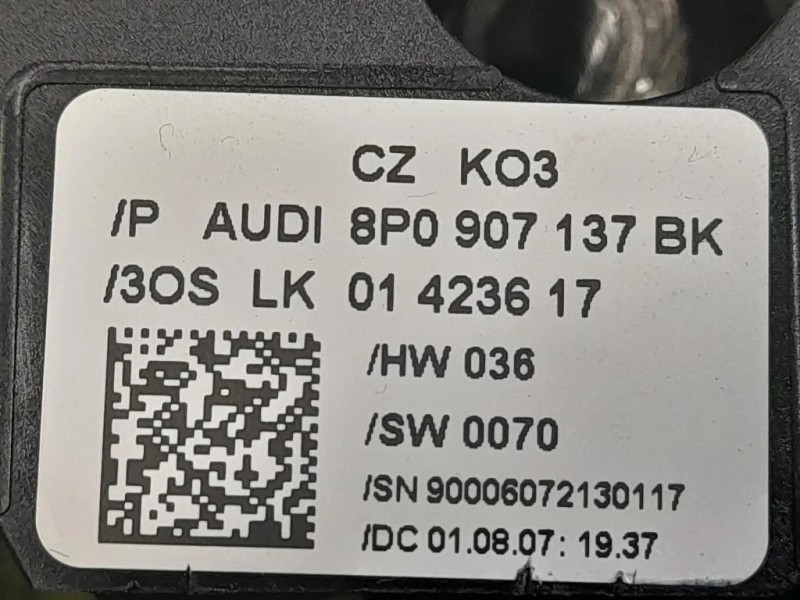 CZ KO3
/P AUDI 8P0 907 137 BK
/3OS LK 01 4236 17
/HW 036
/SW 0070
/SN 90006072130117
/DC 01.08.07: 19.37